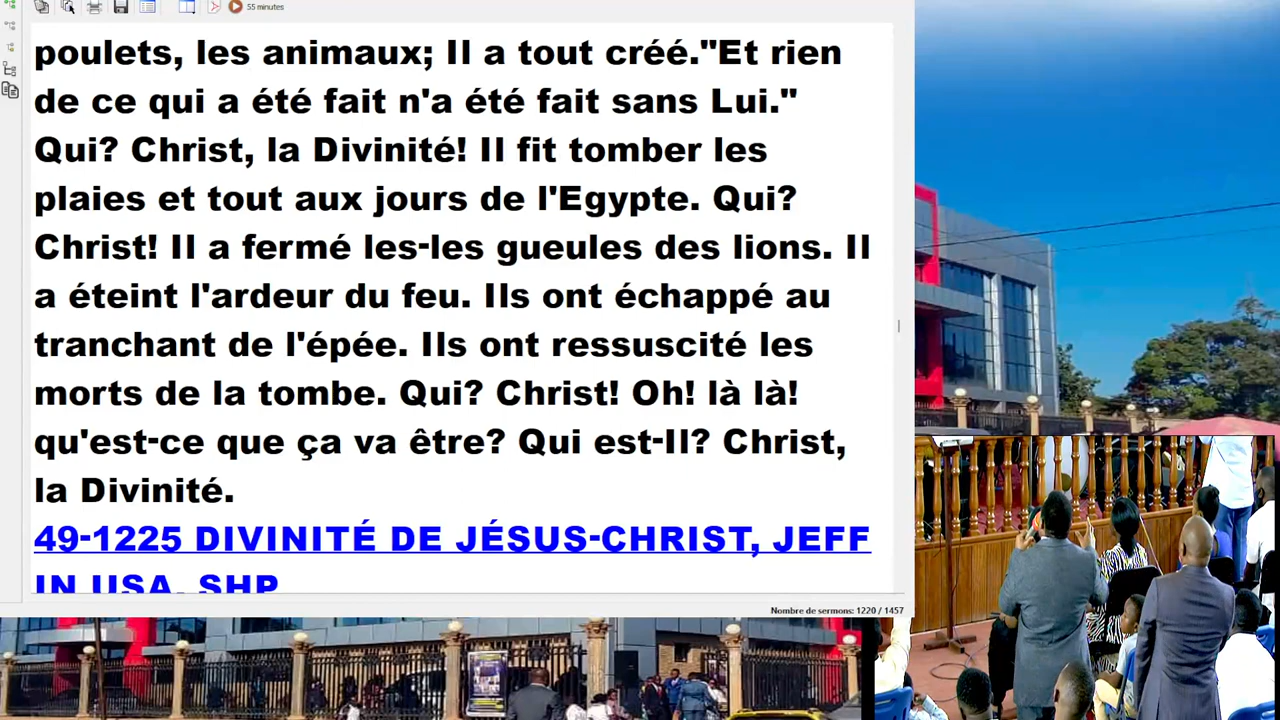 55 minutes
poulets, les animaux; Il a tout créé."Et rien
de ce qui a été fait n'a été fait sans Lui."
Qui? Christ, la Divinité! Il fit tomber les
plaies et tout aux jours de l'Egypte. Qui?
Christ! Il a fermé les-les gueules des lions. Il
a éteint l'ardeur du feu. Ils ont échappé au
tranchant de l'épée. Ils ont ressuscité les
morts de la tombe. Qui? Christ! Oh! là là!
qu'est-ce que ça va être? Qui est-Il? Christ,
la Divinité.
49-1225 DIVINITÉ DE JÉSUS-CHRIST, JEFF
IN USA, SHP
Nombre de sermons: 1220 / 1457